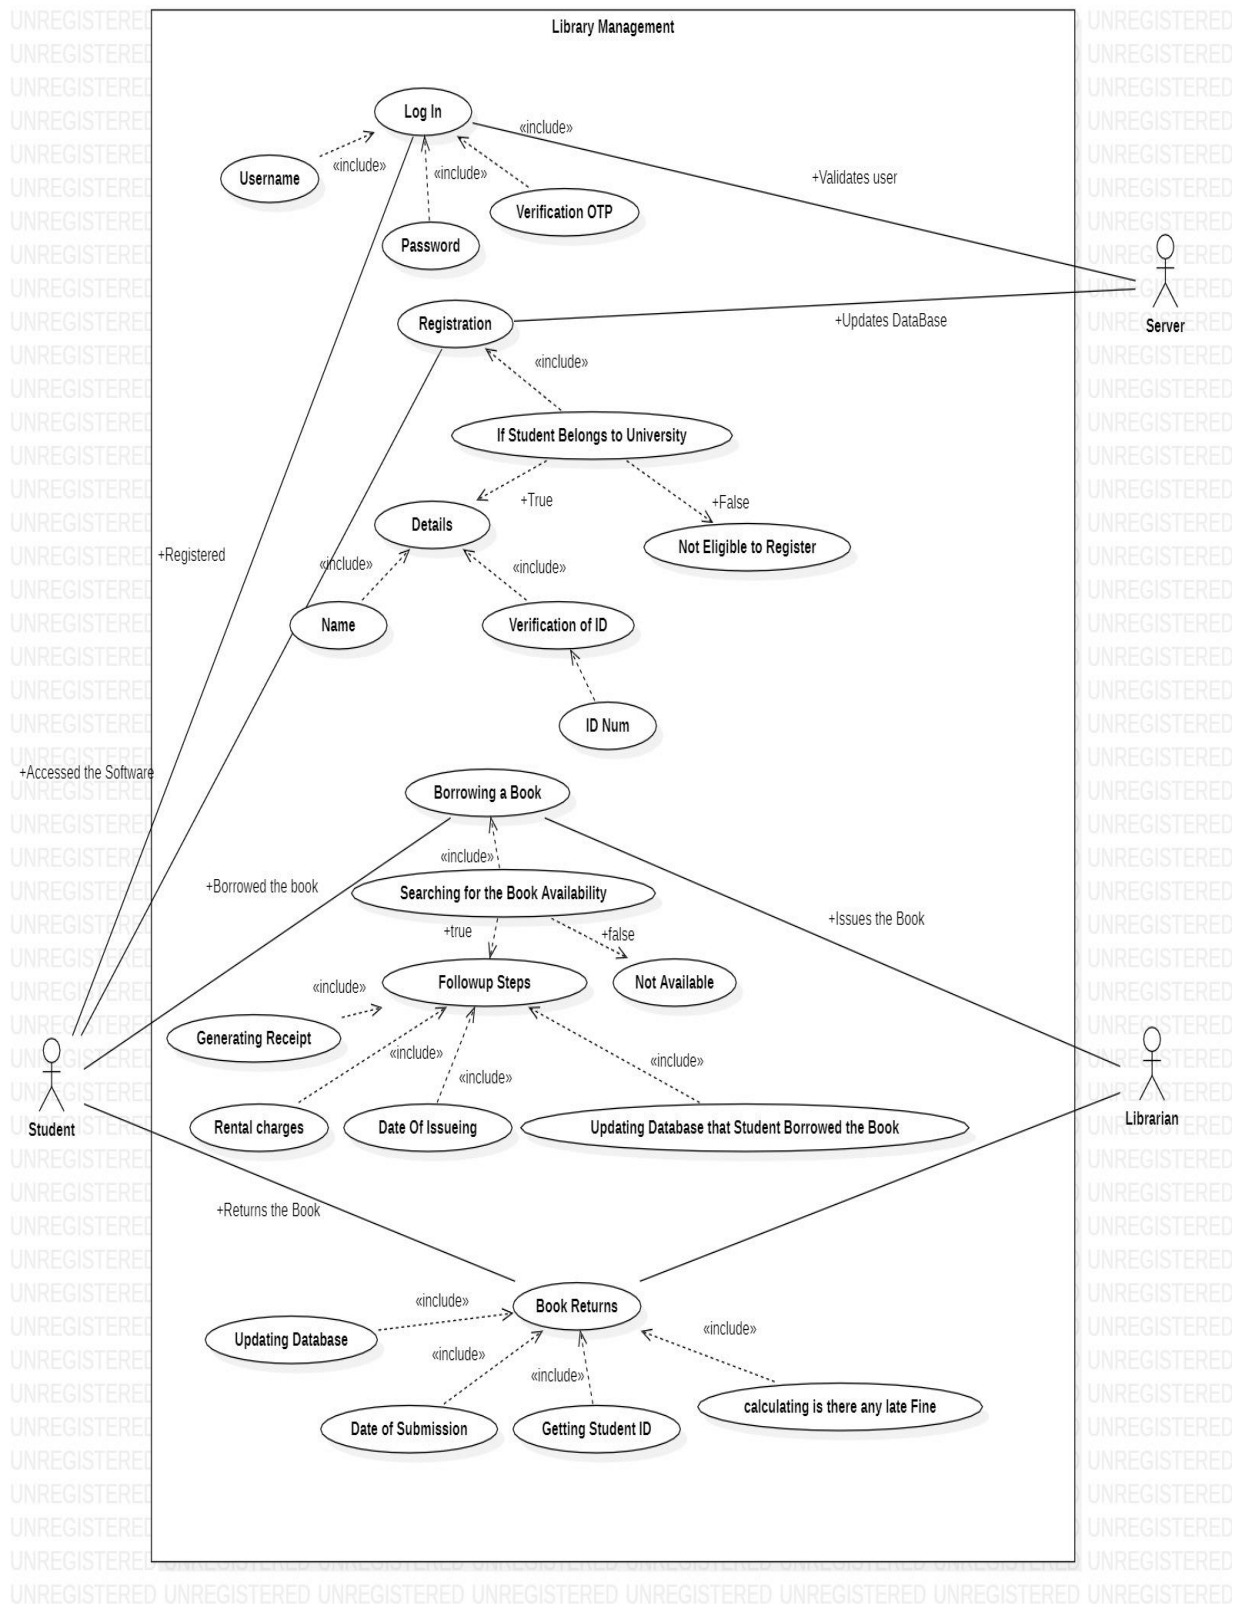 Library Management
Log In
«include»
Username
«include»
«include»
Verification OTP
Password
+Validates user
Server
Registration
+Updates DataBase
«include»
If Student Belongs to University
+True
+False
Details
Not Eligible to Register
+Registered
«include»
«include»
Name
Verification of ID
ID Num
+Accessed the Software
Borrowing a Book
«include»
+Borrowed the book
Searching for the Book Availability
+Issues the Book
+true
+false
Followup Steps
Not Available
«include»
Generating Receipt
«include»
«include»
«include»
Student
Rental charges
Date Of Issueing
Updating Database that Student Borrowed the Book
Librarian
+Returns the Book
«include»
Book Returns
Updating Database
«include»
«include»
«include»
Date of Submission
Getting Student ID
calculating is there any late Fine
UNREGISTERED UNREGISTERED UNREGISTERED UNREGISTERED UNREGISTERED UNREGISTERED UNREGISTERED UNREGISTERED